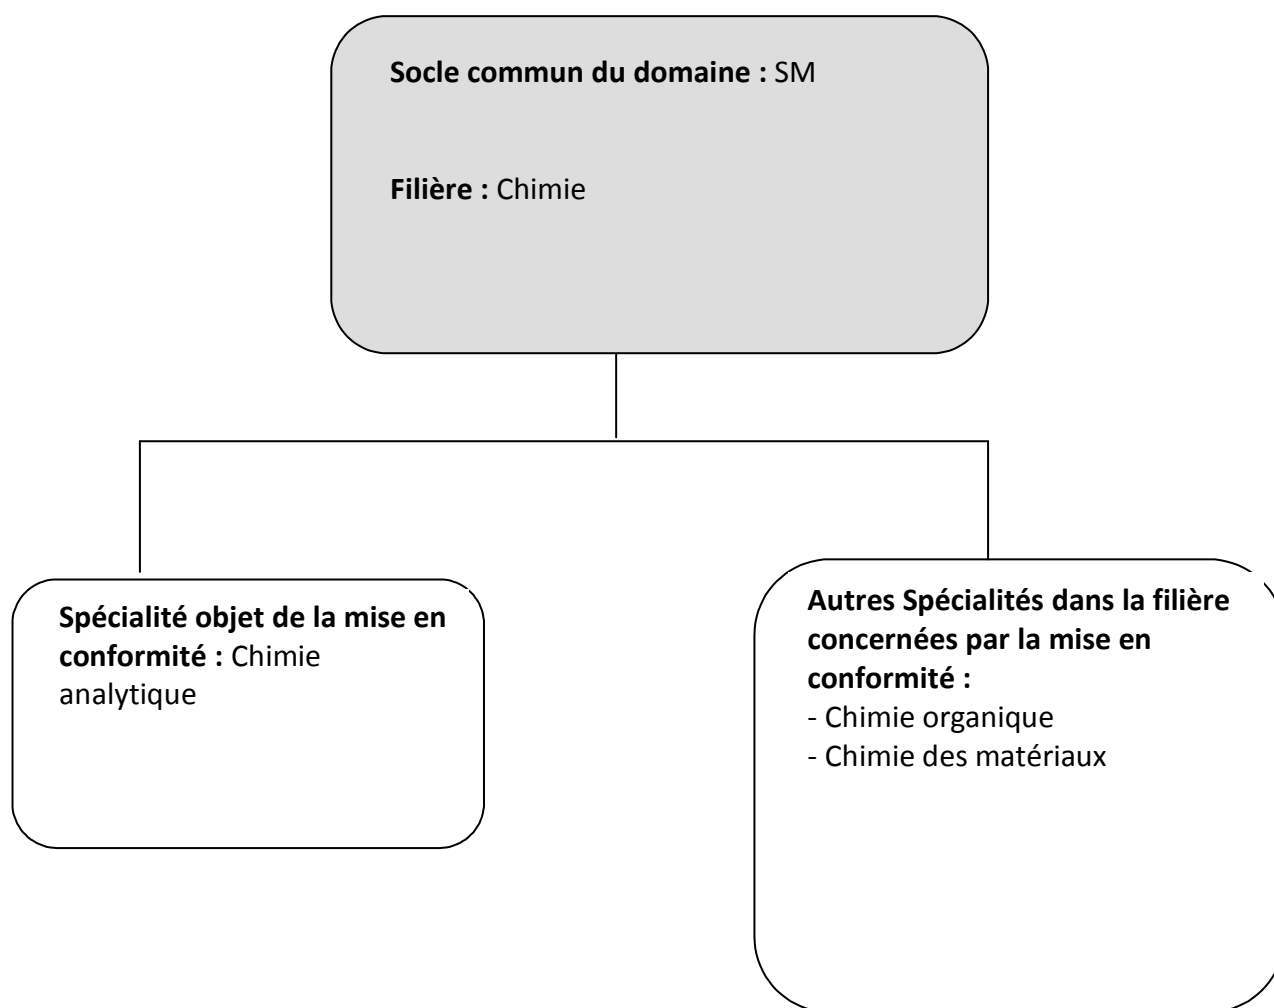 Socle commun du domaine : SM
Filière : Chimie
Spécialité objet de la mise en
conformité : Chimie
analytique
Autres Spécialités dans la filière
concernées par la mise en
conformité :
- Chimie organique
- Chimie des matériaux